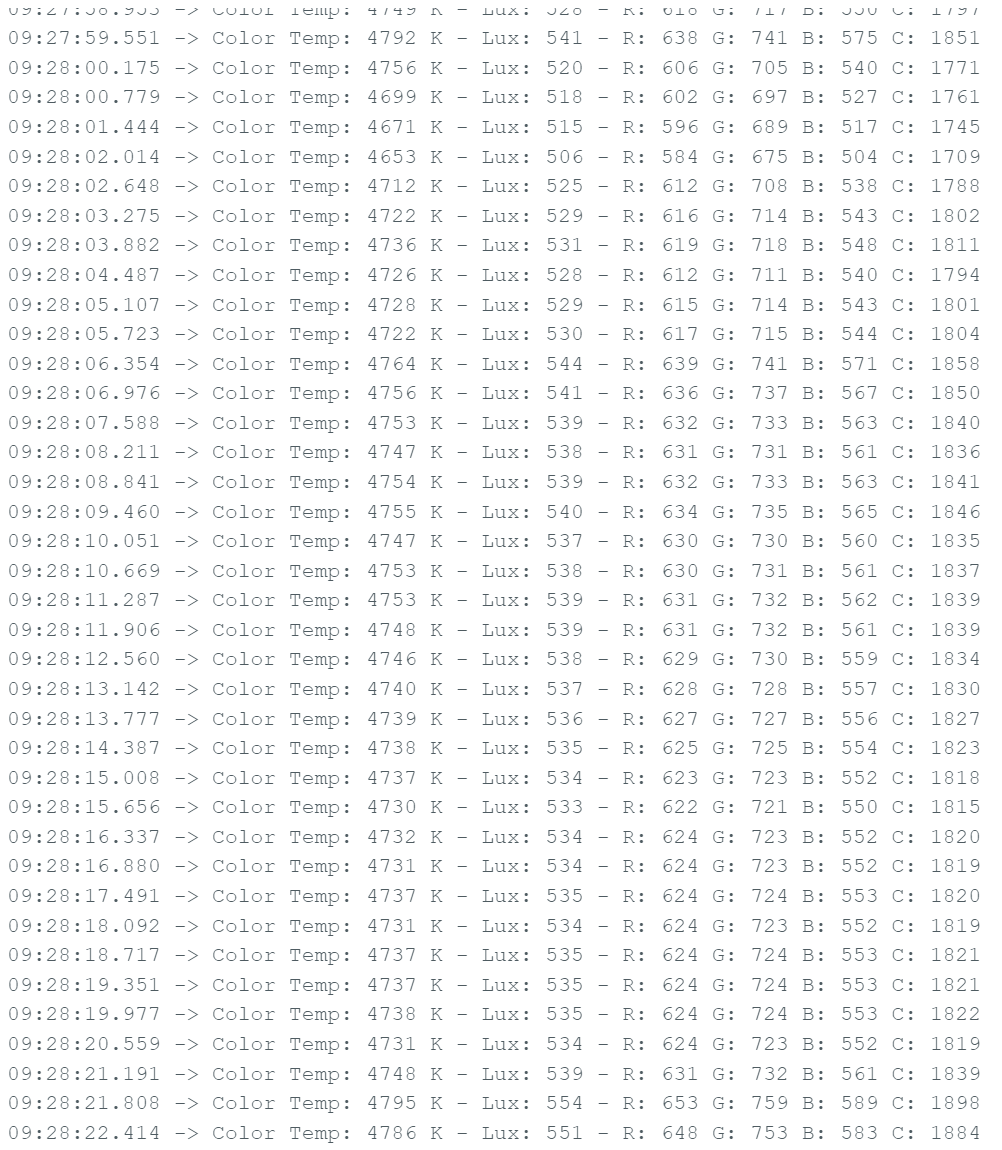 09:27:58.953 -> Color Temp: 4749 K - Lux: 528 - R: 618 G: 717 B: 550 C: 1797
09:27:59.551 -> Color Temp: 4792 K - Lux: 541 - R: 638 G: 741 B: 575 C: 1851
09:28:00.175 -> Color Temp: 4756 K - Lux: 520 - R: 606 G: 705 B: 540 C: 1771
09:28:00.779 -> Color Temp: 4699 K - Lux: 518 - R: 602 G: 697 B: 527 C: 1761
09:28:01.444 -> Color Temp: 4671 K - Lux: 515 - R: 596 G: 689 B: 517 C: 1745
09:28:02.014 -> Color Temp: 4653 K - Lux: 506 - R: 584 G: 675 B: 504 C: 1709
09:28:02.648 -> Color Temp: 4712 K - Lux: 525 - R: 612 G: 708 B: 538 C: 1788
09:28:03.275 -> Color Temp: 4722 K - Lux: 529 - R: 616 G: 714 B: 543 C: 1802
09:28:03.882 -> Color Temp: 4736 K - Lux: 531 - R: 619 G: 718 B: 548 C: 1811
09:28:04.487 -> Color Temp: 4726 K - Lux: 528 - R: 612 G: 711 B: 540 C: 1794
09:28:05.107 -> Color Temp: 4728 K - Lux: 529 - R: 615 G: 714 B: 543 C: 1801
09:28:05.723 -> Color Temp: 4722 K - Lux: 530 - R: 617 G: 715 B: 544 C: 1804
09:28:06.354 -> Color Temp: 4764 K - Lux: 544 - R: 639 G: 741 B: 571 C: 1858
09:28:06.976 -> Color Temp: 4756 K - Lux: 541 - R: 636 G: 737 B: 567 C: 1850
09:28:07.588 -> Color Temp: 4753 K - Lux: 539 - R: 632 G: 733 B: 563 C: 1840
09:28:08.211 -> Color Temp: 4747 K - Lux: 538 - R: 631 G: 731 B: 561 C: 1836
09:28:08.841 -> Color Temp: 4754 K - Lux: 539 - R: 632 G: 733 B: 563 C: 1841
09:28:09.460 -> Color Temp: 4755 K - Lux: 540 - R: 634 G: 735 B: 565 C: 1846
09:28:10.051 -> Color Temp: 4747 K - Lux: 537 - R: 630 G: 730 B: 560 C: 1835
09:28:10.669 -> Color Temp: 4753 K - Lux: 538 - R: 630 G: 731 B: 561 C: 1837
09:28:11.287 -> Color Temp: 4753 K - Lux: 539 - R: 631 G: 732 B: 562 C: 1839
09:28:11.906 -> Color Temp: 4748 K - Lux: 539 - R: 631 G: 732 B: 561 C: 1839
09:28:12.560 -> Color Temp: 4746 K - Lux: 538 - R: 629 G: 730 B: 559 C: 1834
09:28:13.142 -> Color Temp: 4740 K - Lux: 537 - R: 628 G: 728 B: 557 C: 1830
09:28:13.777 -> Color Temp: 4739 K - Lux: 536 - R: 627 G: 727 B: 556 C: 1827
09:28:14.387 -> Color Temp: 4738 K - Lux: 535 - R: 625 G: 725 B: 554 C: 1823
09:28:15.008 -> Color Temp: 4737 K - Lux: 534 - R: 623 G: 723 B: 552 C: 1818
09:28:15.656 -> Color Temp: 4730 K - Lux: 533 - R: 622 G: 721 B: 550 C: 1815
09:28:16.337 -> Color Temp: 4732 K - Lux: 534 - R: 624 G: 723 B: 552 C: 1820
09:28:16.880 -> Color Temp: 4731 K - Lux: 534 - R: 624 G: 723 B: 552 C: 1819
09:28:17.491 -> Color Temp: 4737 K - Lux: 535 - R: 624 G: 724 B: 553 C: 1820
09:28:18.092 -> Color Temp: 4731 K - Lux: 534 - R: 624 G: 723 B: 552 C: 1819
09:28:18.717 -> Color Temp: 4737 K - Lux: 535 - R: 624 G: 724 B: 553 C: 1821
09:28:19.351 -> Color Temp: 4737 K - Lux: 535 - R: 624 G: 724 B: 553 C: 1821
09:28:19.977 -> Color Temp: 4738 K - Lux: 535 - R: 624 G: 724 B: 553 C: 1822
09:28:20.559 -> Color Temp: 4731 K - Lux: 534 - R: 624 G: 723 B: 552 C: 1819
09:28:21.191 -> Color Temp: 4748 K - Lux: 539 - R: 631 G: 732 B: 561 C: 1839
09:28:21.808 -> Color Temp: 4795 K - Lux: 554 - R: 653 G: 759 B: 589 C: 1898
09:28:22.414 -> Color Temp: 4786 K - Lux: 551 - R: 648 G: 753 B: 583 C: 1884